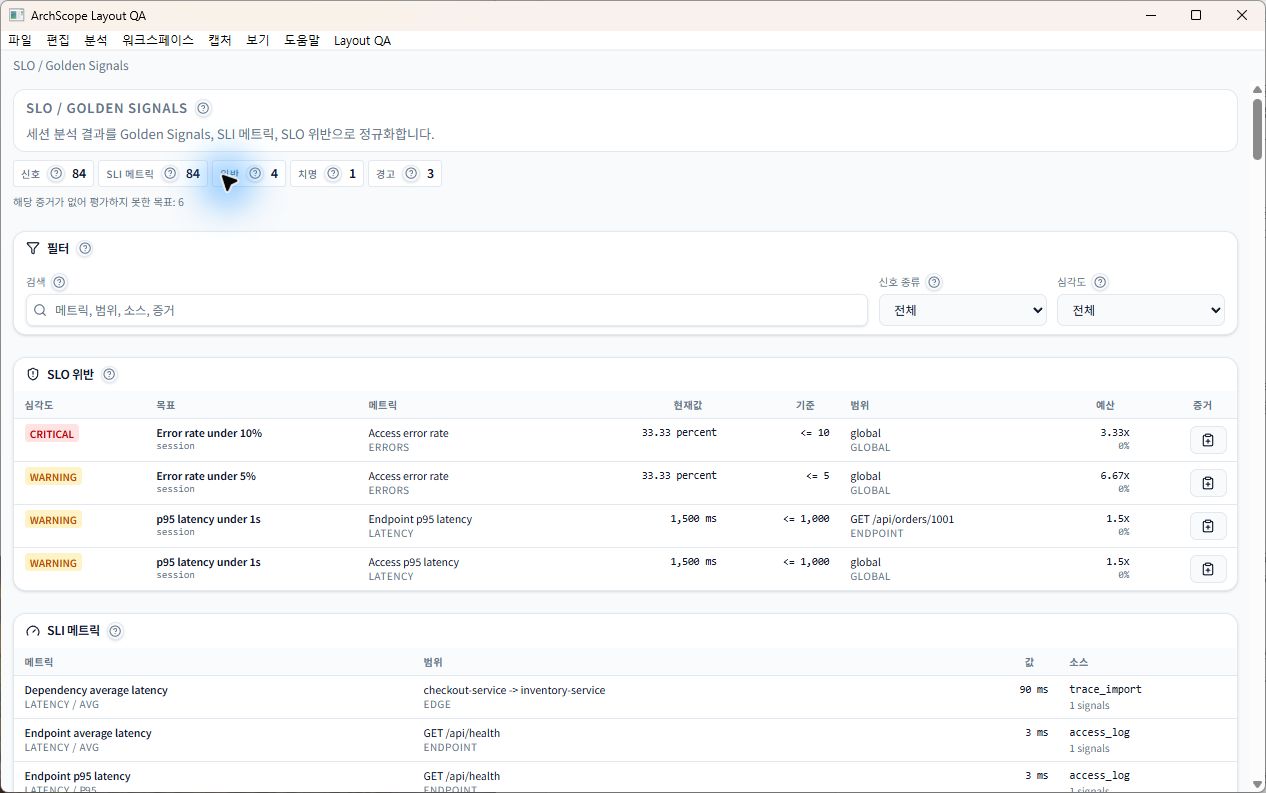 ArchScope Layout QA
파일 편집 분석 워크스페이스 캡처 보기 도움말 Layout QA
SLO / Golden Signals
SLO / GOLDEN SIGNALS
세션 분석 결과를 Golden Signals, SLI 메트릭, SLO 위반으로 정규화합니다.
신호 84 SLI 메트릭 84 위반 4 치명 1 경고 3
해당 증거가 없어 평가하지 못한 목표: 6
필터
검색 신호 종류 심각도
메트릭, 범위, 소스, 증거 전체 전체
SLO 위반
심각도 목표 메트릭 현재값 기준 범위 예산 증거
CRITICAL Error rate under 10% Access error rate 33.33 percent <= 10 global 3.33x
session ERRORS GLOBAL 0%
WARNING Error rate under 5% Access error rate 33.33 percent <= 5 global 6.67x
session ERRORS GLOBAL 0%
WARNING p95 latency under 1s Endpoint p95 latency 1,500 ms <= 1,000 GET /api/orders/1001 1.5x
session LATENCY ENDPOINT 0%
WARNING p95 latency under 1s Access p95 latency 1,500 ms <= 1,000 global 1.5x
session LATENCY GLOBAL 0%
SLI 메트릭
메트릭 범위 값 소스
Dependency average latency checkout-service -> inventory-service 90 ms trace_import
LATENCY / AVG EDGE 1 signals
Endpoint average latency GET /api/health 3 ms access_log
LATENCY / AVG ENDPOINT 1 signals
Endpoint p95 latency GET /api/health 3 ms access_log
LATENCY / P95 ENDPOINT 1 signals